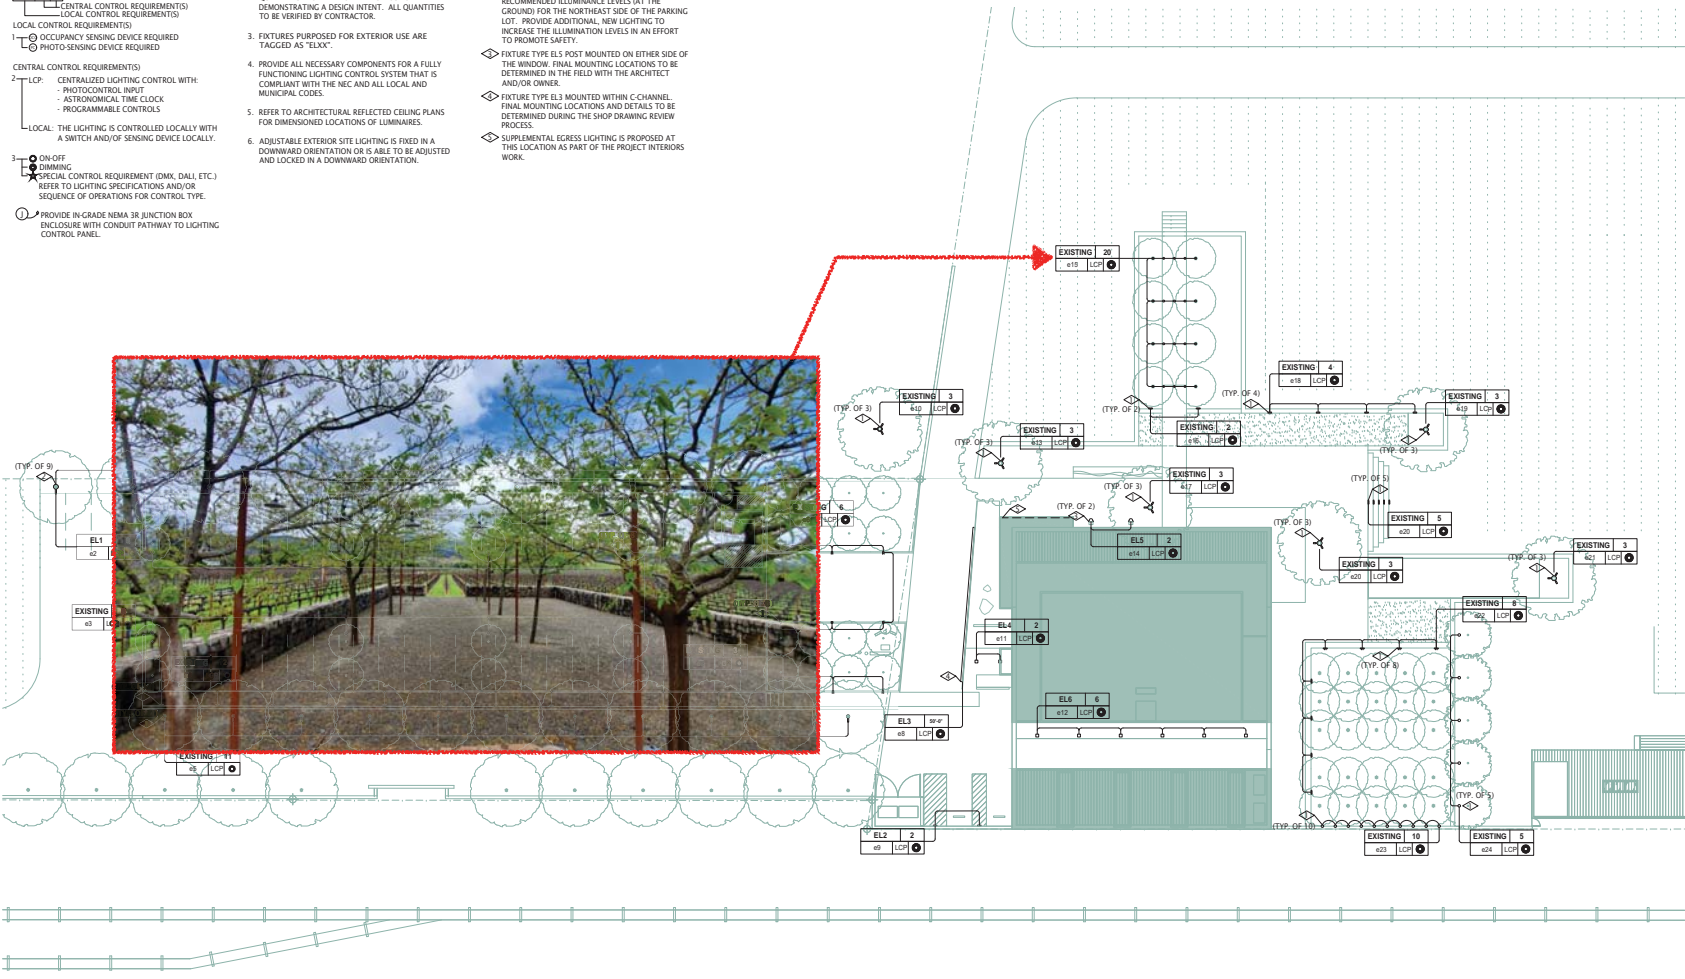 CENTRAL CONTROL REQUIREMENT(S)
LOCAL CONTROL REQUIREMENT(S)
LOCAL CONTROL REQUIREMENT(S)
1
OCCUPANCY SENSING DEVICE REQUIRED
PHOTO-SENSING DEVICE REQUIRED
CENTRAL CONTROL REQUIREMENT(S)
2
LCP: CENTRALIZED LIGHTING CONTROL WITH:
- PHOTOCONTROL INPUT
- ASTRONOMICAL TIME CLOCK
- PROGRAMMABLE CONTROLS
LOCAL: THE LIGHTING IS CONTROLLED LOCALLY WITH
A SWITCH AND/OF SENSING DEVICE LOCALLY.
3
ON-OFF
DIMMING
SPECIAL CONTROL REQUIREMENT (DMX, DALI, ETC.)
REFER TO LIGHTING SPECIFICATIONS AND/OR
SEQUENCE OF OPERATIONS FOR CONTROL TYPE.
J
PROVIDE IN-GRADE NEMA 3R JUNCTION BOX
ENCLOSURE WITH CONDUIT PATHWAY TO LIGHTING
CONTROL PANEL.
DEMONSTRATING A DESIGN INTENT. ALL QUANTITIES
TO BE VERIFIED BY CONTRACTOR.
3. FIXTURES PURPOSED FOR EXTERIOR USE ARE
TAGGED AS "ELXX".
4. PROVIDE ALL NECESSARY COMPONENTS FOR A FULLY
FUNCTIONING LIGHTING CONTROL SYSTEM THAT IS
COMPLIANT WITH THE NEC AND ALL LOCAL AND
MUNICIPAL CODES.
5. REFER TO ARCHITECTURAL REFLECTED CEILING PLANS
FOR DIMENSIONED LOCATIONS OF LUMINAIRES.
6. ADJUSTABLE EXTERIOR SITE LIGHTING IS FIXED IN A
DOWNWARD ORIENTATION OR IS ABLE TO BE ADJUSTED
AND LOCKED IN A DOWNWARD ORIENTATION.
RECOMMENDED ILLUMINANCE LEVELS (AT THE
GROUND) FOR THE NORTHEAST SIDE OF THE PARKING
LOT. PROVIDE ADDITIONAL, NEW LIGHTING TO
INCREASE THE ILLUMINATION LEVELS IN AN EFFORT
TO PROMOTE SAFETY.
3 FIXTURE TYPE EL5 POST MOUNTED ON EITHER SIDE OF
THE WINDOW. FINAL MOUNTING LOCATIONS TO BE
DETERMINED IN THE FIELD WITH THE ARCHITECT
AND/OR OWNER.
4 FIXTURE TYPE EL3 MOUNTED WITHIN C-CHANNEL.
FINAL MOUNTING LOCATIONS AND DETAILS TO BE
DETERMINED DURING THE SHOP DRAWING REVIEW
PROCESS.
5 SUPPLEMENTAL EGRESS LIGHTING IS PROPOSED AT
THIS LOCATION AS PART OF THE PROJECT INTERIORS
WORK.
EXISTING 20
e15 LCP
EXISTING 4
e18 LCP
(TYP. OF 4)
(TYP. OF 2)
EXISTING 3
e19 LCP
(TYP. OF 3)
EXISTING 3
e10 LCP
(TYP. OF 3)
EXISTING 3
e13 LCP
(TYP. OF 3)
EXISTING 2
e16 LCP
EXISTING 3
e17 LCP
(TYP. OF 3)
(TYP. OF 2)
(TYP. OF 5)
EXISTING 5
e20 LCP
(TYP. OF 3)
EXISTING 3
e20 LCP
EXISTING 3
e21 LCP
(TYP. OF 3)
(TYP. OF 9)
EL1
e2
EXISTING
e3
G 6
LCP
EL5 2
e14 LCP
EL4 2
e11 LCP
EXISTING 8
e22 LCP
(TYP. OF 8)
EL6 6
e12 LCP
4
EL3 50'-0"
e8 LCP
EXISTING 11
e5 LCP
EL2 2
e9 LCP
(TYP. OF 5)
(TYP. OF 10)
EXISTING 10
e23 LCP
EXISTING 5
e24 LCP